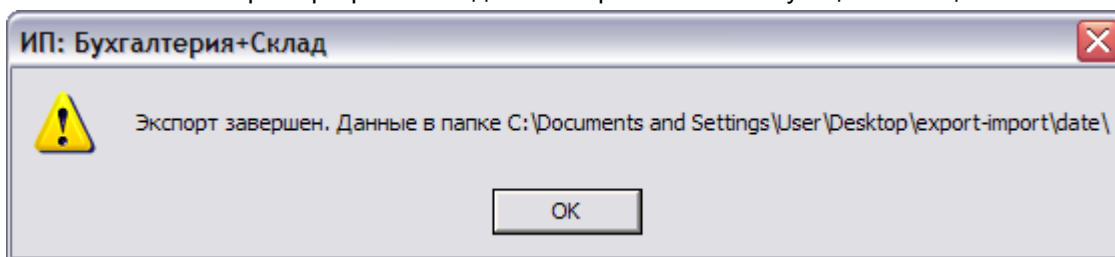 ИП: Бухгалтерия+Склад
Экспорт завершен. Данные в папке C:\Documents and Settings\User\Desktop\export-import\date\
OK